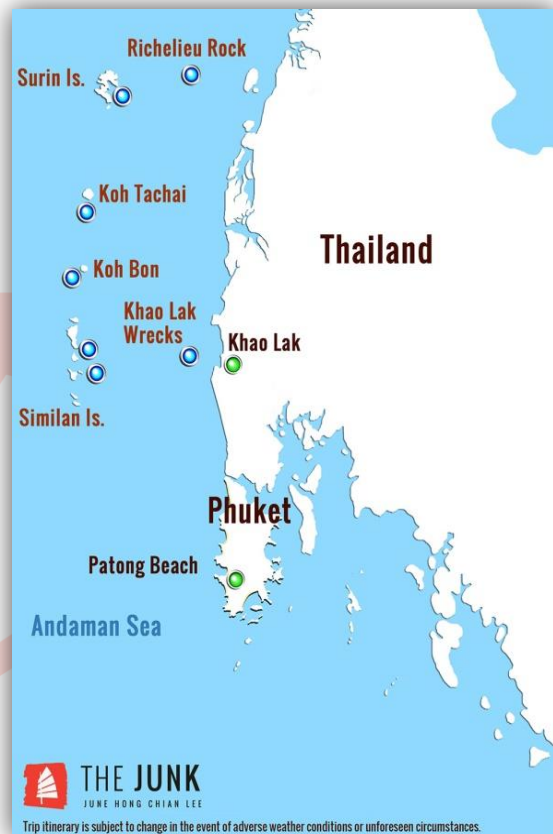 Richelieu Rock
Surin Is.
Koh Tachai
Thailand
Koh Bon
Khao Lak
Wrecks
Khao Lak
Similan Is.
Phuket
Patong Beach
Andaman Sea
THE JUNK
JUNE HONG CHIAN LEE
Trip itinerary is subject to change in the event of adverse weather conditions or unforeseen circumstances.